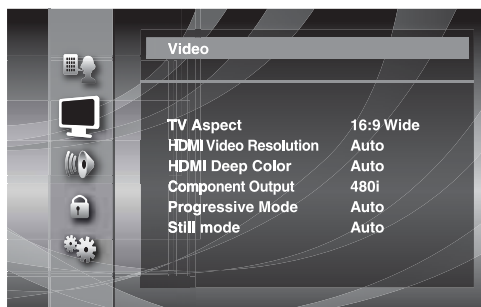 Video
TV Aspect 16:9 Wide
HDMI Video Resolution Auto
HDMI Deep Color Auto
Component Output 480i
Progressive Mode Auto
Still mode Auto